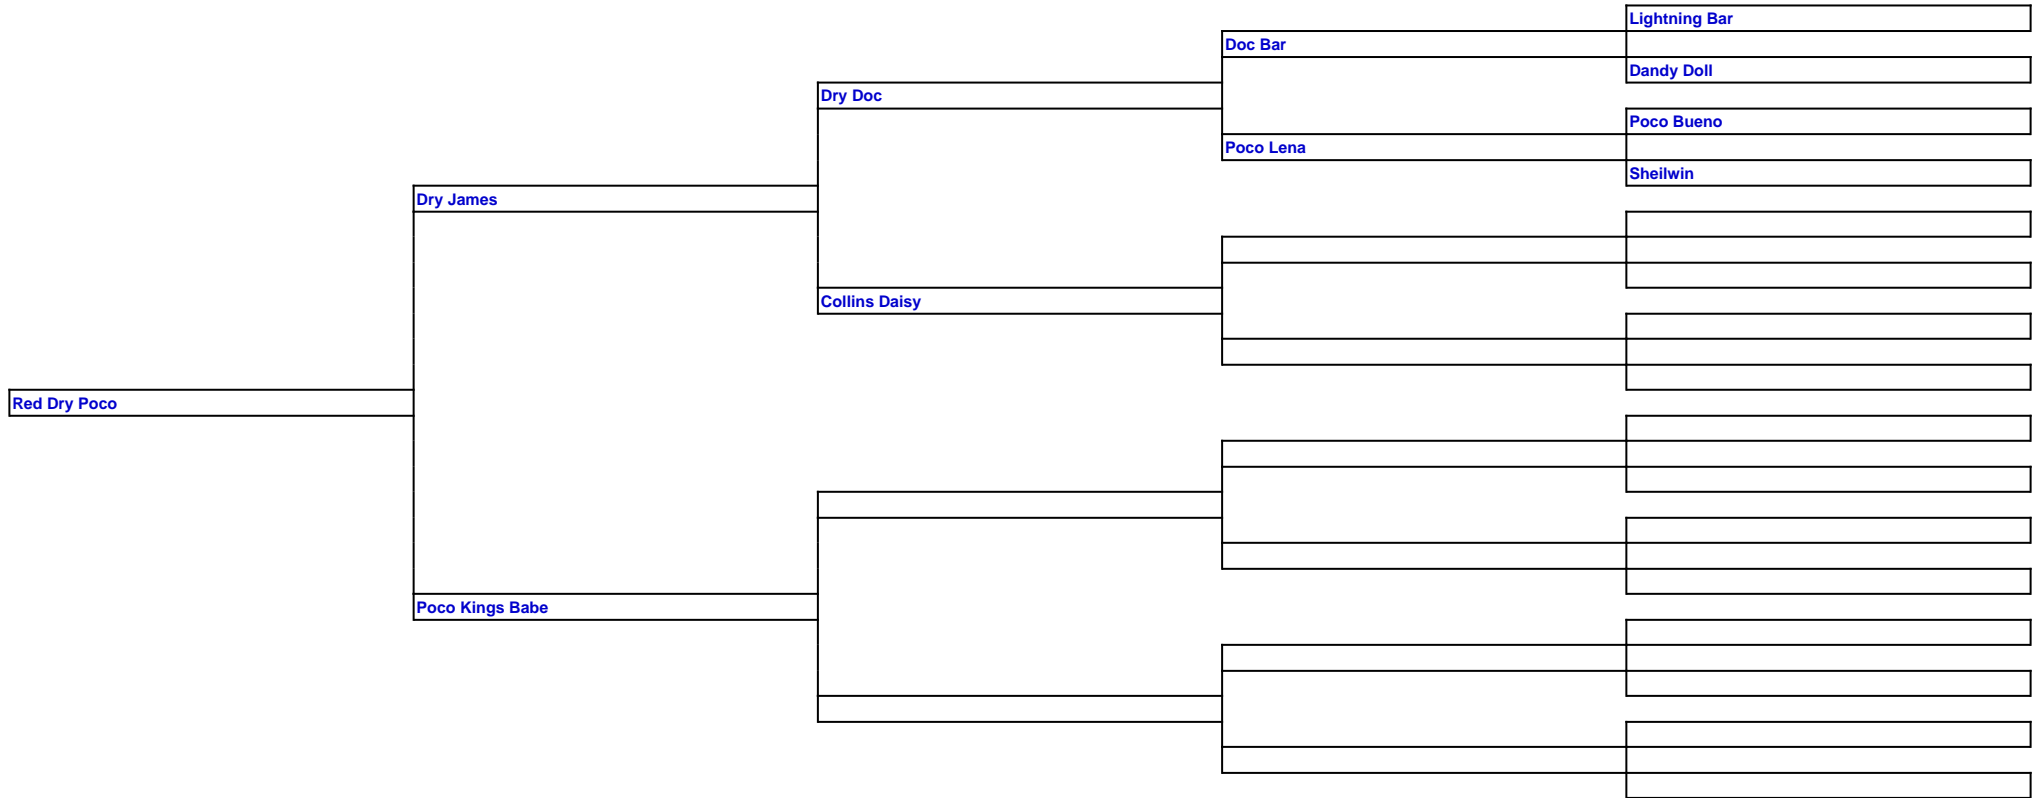 Lightning Bar
Doc Bar
Dandy Doll
Dry Doc
Poco Bueno
Poco Lena
Sheilwin
Dry James
Collins Daisy
Red Dry Poco
Poco Kings Babe